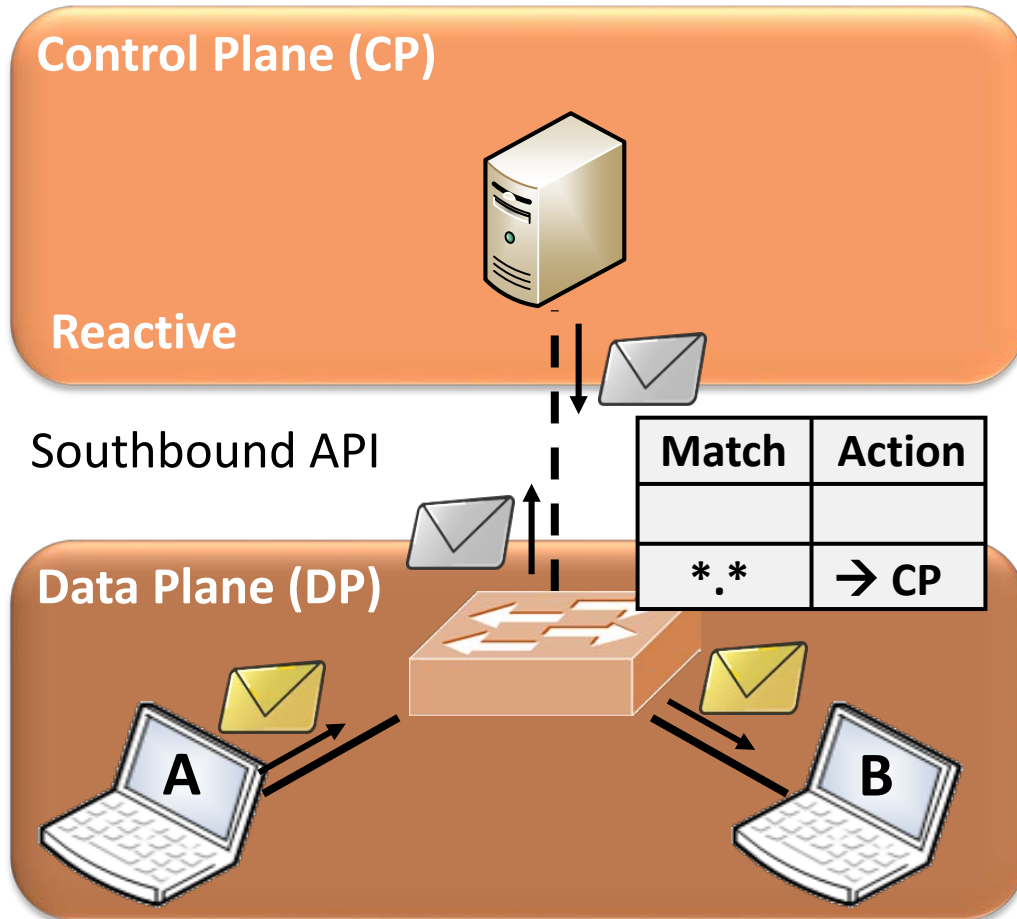 Control Plane (CP)
Reactive
Southbound API
Match Action
*.* → CP
Data Plane (DP)
A
B